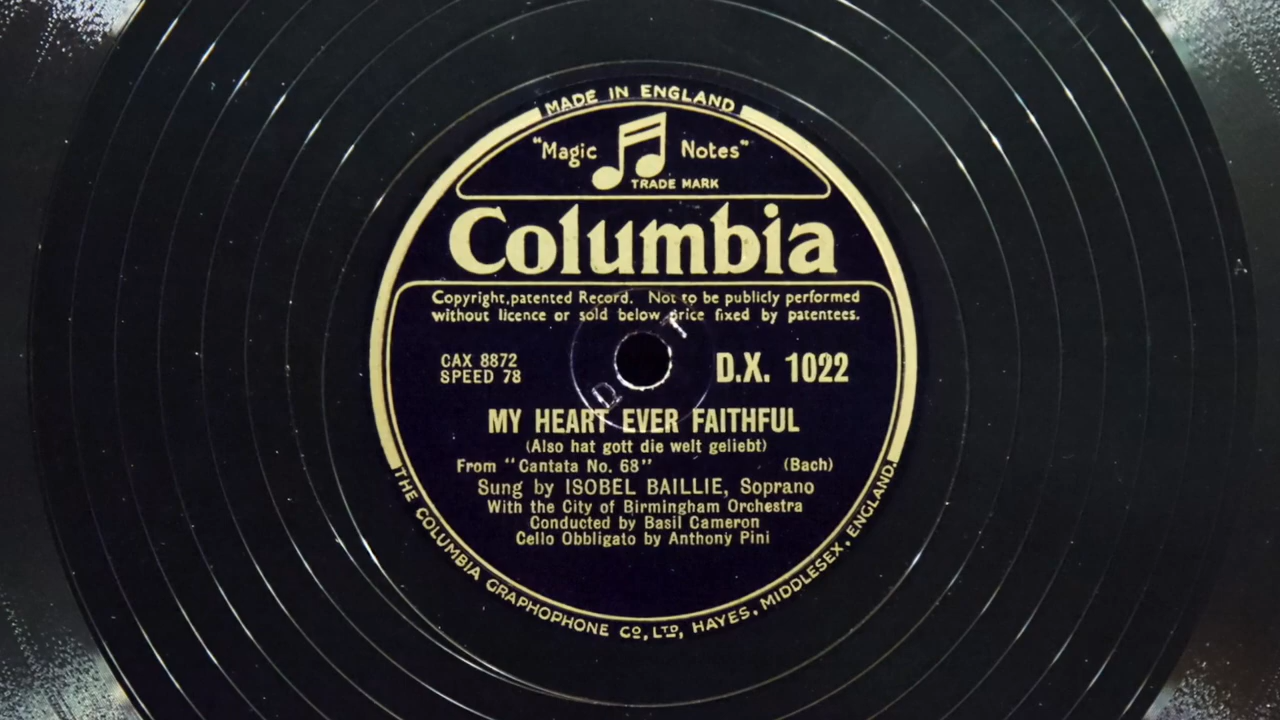 MADE IN ENGLAND
"Magic Notes"
TRADE MARK
Columbia
Copyright, patented Record. Not to be publicly performed
without licence or sold below price fixed by patentees.
CAX 8872
SPEED 78
D.X. 1022
MY HEART EVER FAITHFUL
(Also hat gott die welt geliebt)
From "Cantata No. 68" (Bach)
Sung by ISOBEL BAILLIE, Soprano
With the City of Birmingham Orchestra
Conducted by Basil Cameron
Cello Obbligato by Anthony Pini
THE COLUMBIA GRAPHOPHONE CO, LTD, HAYES, MIDDLESEX, ENGLAND.